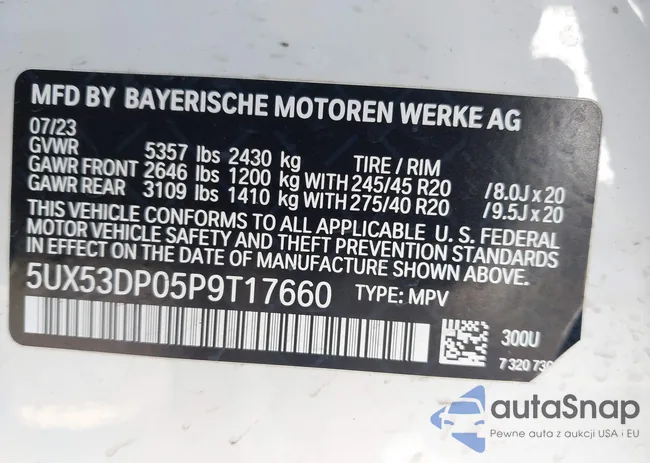 MFD BY BAYERISCHE MOTOREN WERKE AG
07/23
GVWR 5357 lbs 2430 kg TIRE / RIM
GAWR FRONT 2646 lbs 1200 kg WITH 245/45 R20 /8.0J x 20
GAWR REAR 3109 lbs 1410 kg WITH 275/40 R20 /9.5J x 20
THIS VEHICLE CONFORMS TO ALL APPLICABLE U. S. FEDERAL
MOTOR VEHICLE SAFETY AND THEFT PREVENTION STANDARDS
IN EFFECT ON THE DATE OF MANUFACTURE SHOWN ABOVE.
5UX53DP05P9T17660 TYPE: MPV
300U
7 320 73
autaSnap
Pewne auta z aukcji USA i EU